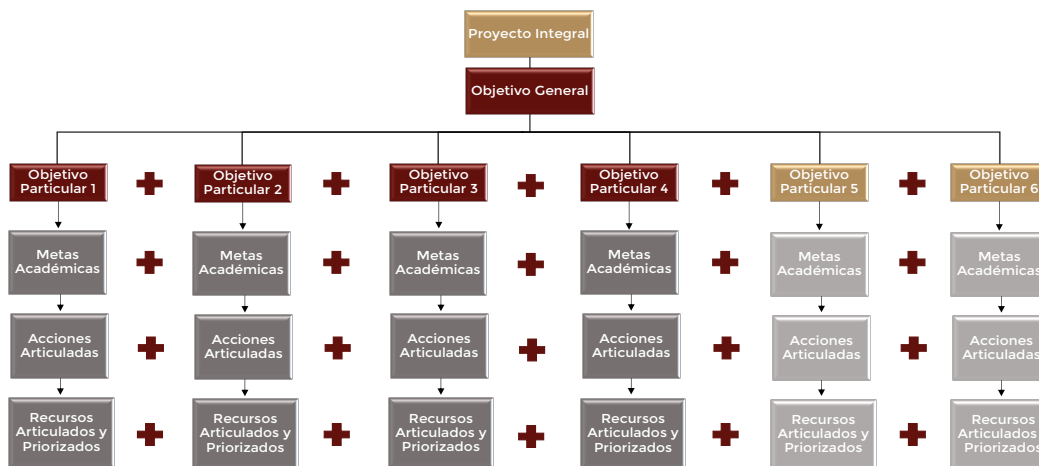 Proyecto Integral
Objetivo General
Objetivo
Particular 1
Objetivo
Particular 2
Objetivo
Particular 3
Objetivo
Particular 4
Objetivo
Particular 5
Objetivo
Particular 6
Metas
Académicas
Metas
Académicas
Metas
Académicas
Metas
Académicas
Metas
Académicas
Metas
Académicas
Acciones
Articuladas
Acciones
Articuladas
Acciones
Articuladas
Acciones
Articuladas
Acciones
Articuladas
Acciones
Articuladas
Recursos
Articulados y
Priorizados
Recursos
Articulados y
Priorizados
Recursos
Articulados y
Priorizados
Recursos
Articulados y
Priorizados
Recursos
Articulados y
Priorizados
Recursos
Articulados y
Priorizados